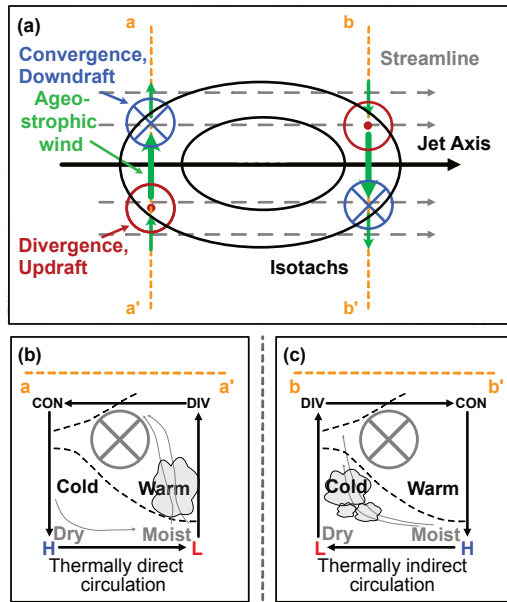 (a)
a
b
Convergence,
Downdraft
Streamline
Ageo-
strophic
wind
Jet Axis
Divergence,
Updraft
Isotachs
a'
b'
(b)
a
a'
CON
DIV
Cold
Warm
Dry
Moist
H
L
Thermally direct
circulation
(c)
b
b'
DIV
CON
Cold
Warm
Dry
Moist
L
H
Thermally indirect
circulation